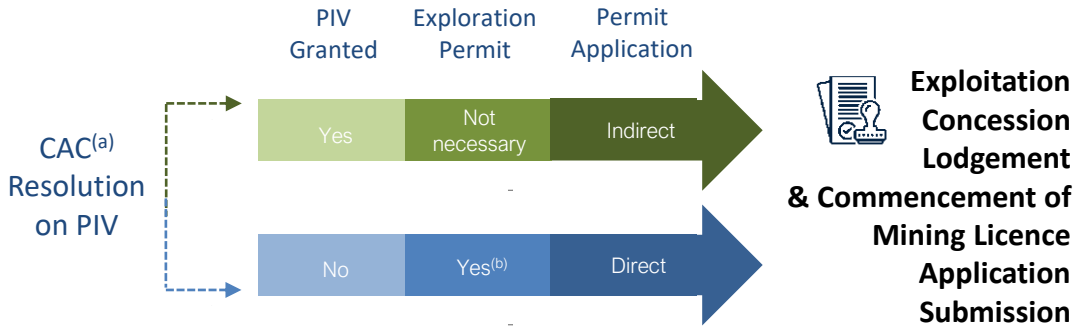 PIV
Granted
Exploration
Permit
Permit
Application
CAC(a)
Resolution
on PIV
Yes
Not
necessary
Indirect
-
No
Yes(b)
Direct
-
Exploitation
Concession
Lodgement
& Commencement of
Mining Licence
Application
Submission